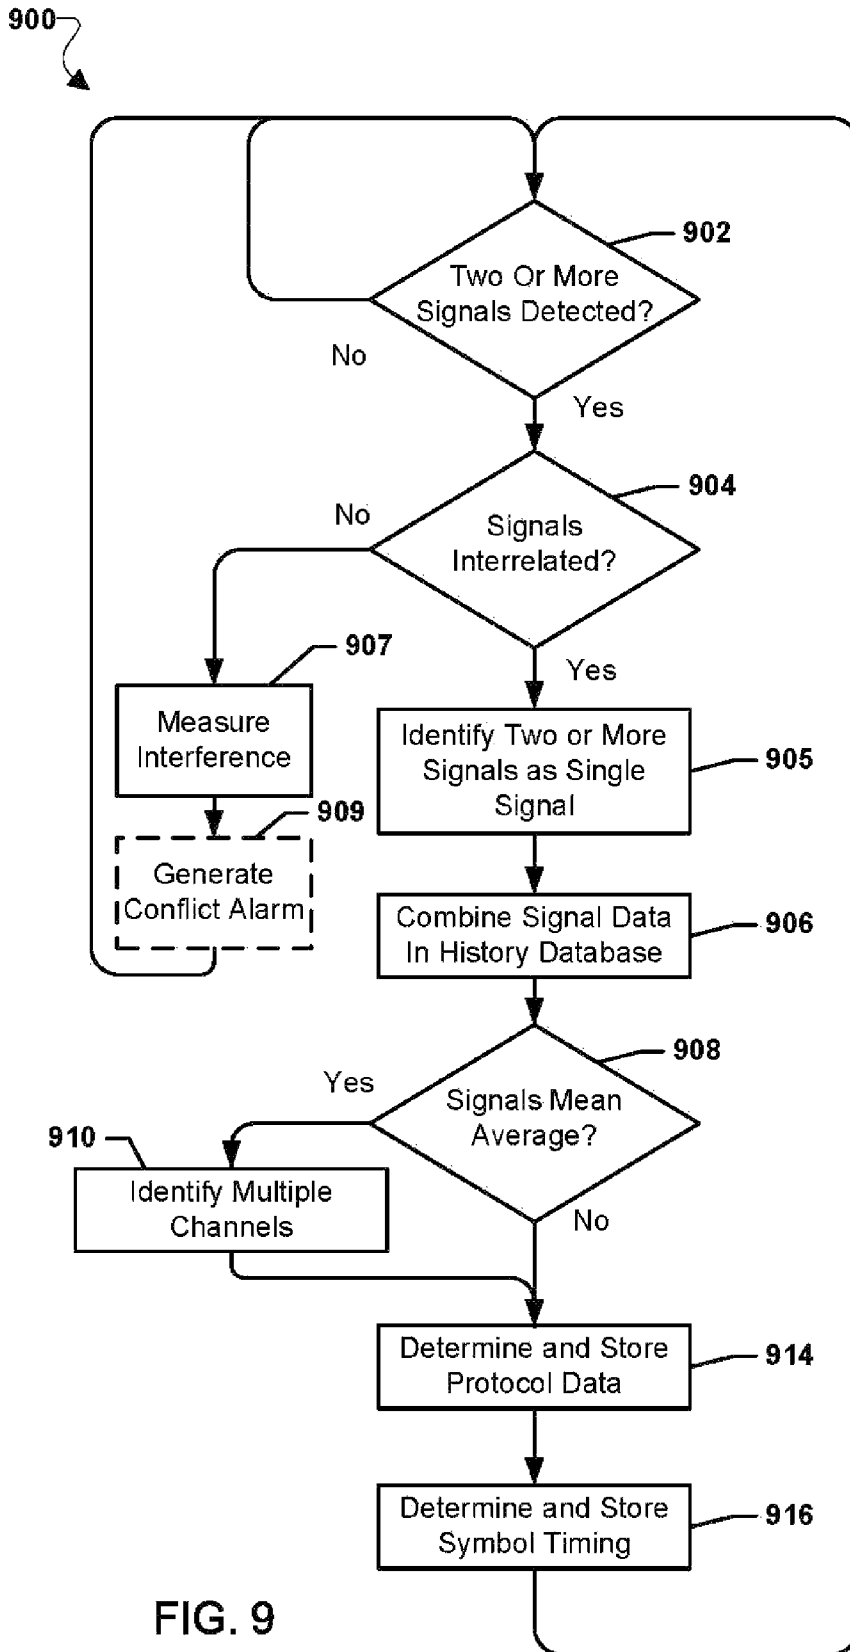 900
902
Two Or More
Signals Detected?
No
Yes
904
No
Signals
Interrelated?
907
Yes
Measure
Interference
Identify Two or More
Signals as Single
Signal
905
909
Generate
Conflict Alarm
Combine Signal Data
In History Database
906
908
Yes
Signals Mean
Average?
910
Identify Multiple
Channels
No
Determine and Store
Protocol Data
914
Determine and Store
Symbol Timing
916
FIG. 9